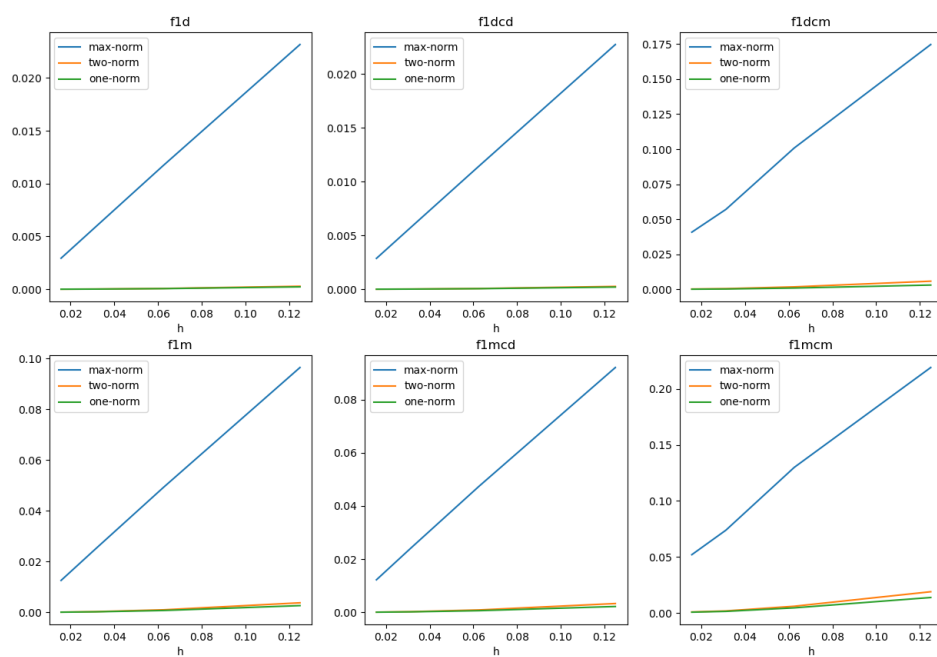 f1d
max-norm
two-norm
one-norm
0.020
0.015
0.010
0.005
0.000
0.02 0.04 0.06 0.08 0.10 0.12
h
f1dcd
max-norm
two-norm
one-norm
0.020
0.015
0.010
0.005
0.000
0.02 0.04 0.06 0.08 0.10 0.12
h
f1dcm
max-norm
two-norm
one-norm
0.175
0.150
0.125
0.100
0.075
0.050
0.025
0.000
0.02 0.04 0.06 0.08 0.10 0.12
h
f1m
max-norm
two-norm
one-norm
0.10
0.08
0.06
0.04
0.02
0.00
0.02 0.04 0.06 0.08 0.10 0.12
h
f1mcd
max-norm
two-norm
one-norm
0.08
0.06
0.04
0.02
0.00
0.02 0.04 0.06 0.08 0.10 0.12
h
f1mcm
max-norm
two-norm
one-norm
0.20
0.15
0.10
0.05
0.00
0.02 0.04 0.06 0.08 0.10 0.12
h